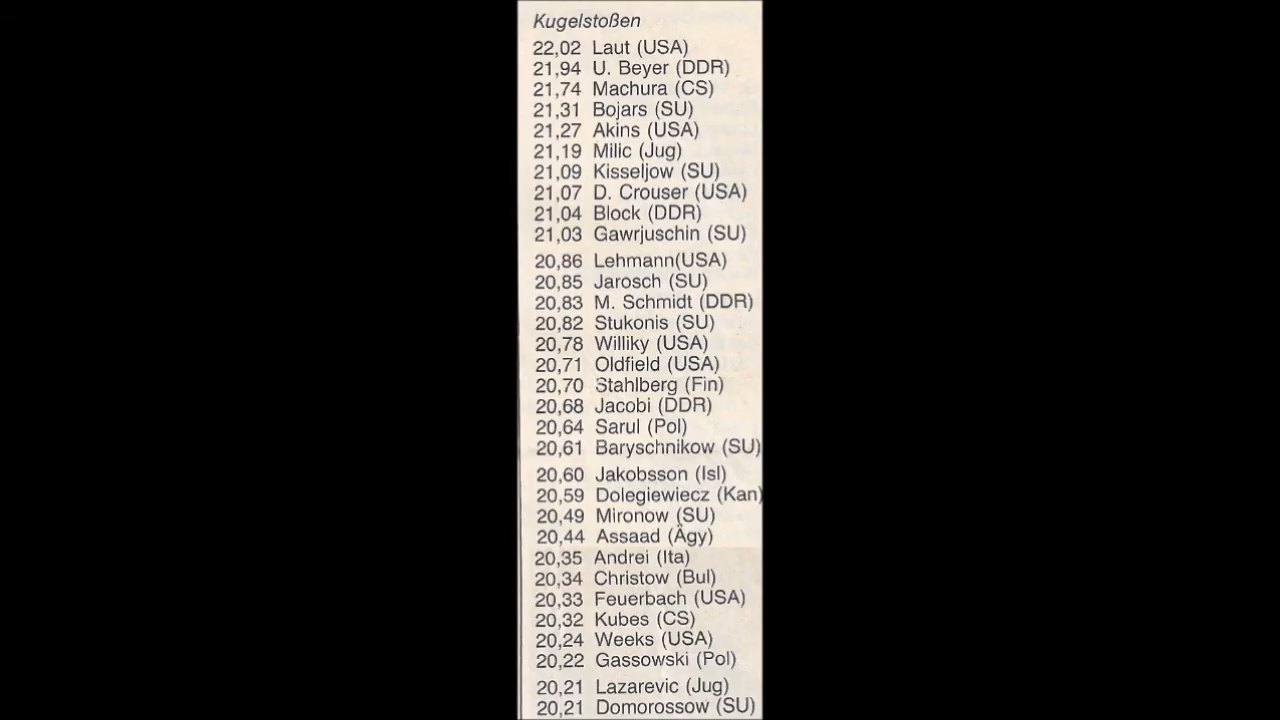 Kugelstoßen
22,02 Laut (USA)
21,94 U. Beyer (DDR)
21,74 Machura (CS)
21,31 Bojars (SU)
21,27 Akins (USA)
21,19 Milic (Jug)
21,09 Kisseljow (SU)
21,07 D. Crouser (USA)
21,04 Block (DDR)
21,03 Gawrjuschin (SU)
20,86 Lehmann(USA)
20,85 Jarosch (SU)
20,83 M. Schmidt (DDR)
20,82 Stukonis (SU)
20,78 Williky (USA)
20,71 Oldfield (USA)
20,70 Stahlberg (Fin)
20,68 Jacobi (DDR)
20,64 Sarul (Pol)
20,61 Baryschnikow (SU)
20,60 Jakobsson (Isl)
20,59 Dolegiewiecz (Kan)
20,49 Mironow (SU)
20,44 Assaad (Ägy)
20,35 Andrei (Ita)
20,34 Christow (Bul)
20,33 Feuerbach (USA)
20,32 Kubes (CS)
20,24 Weeks (USA)
20,22 Gassowski (Pol)
20,21 Lazarevic (Jug)
20,21 Domorossow (SU)